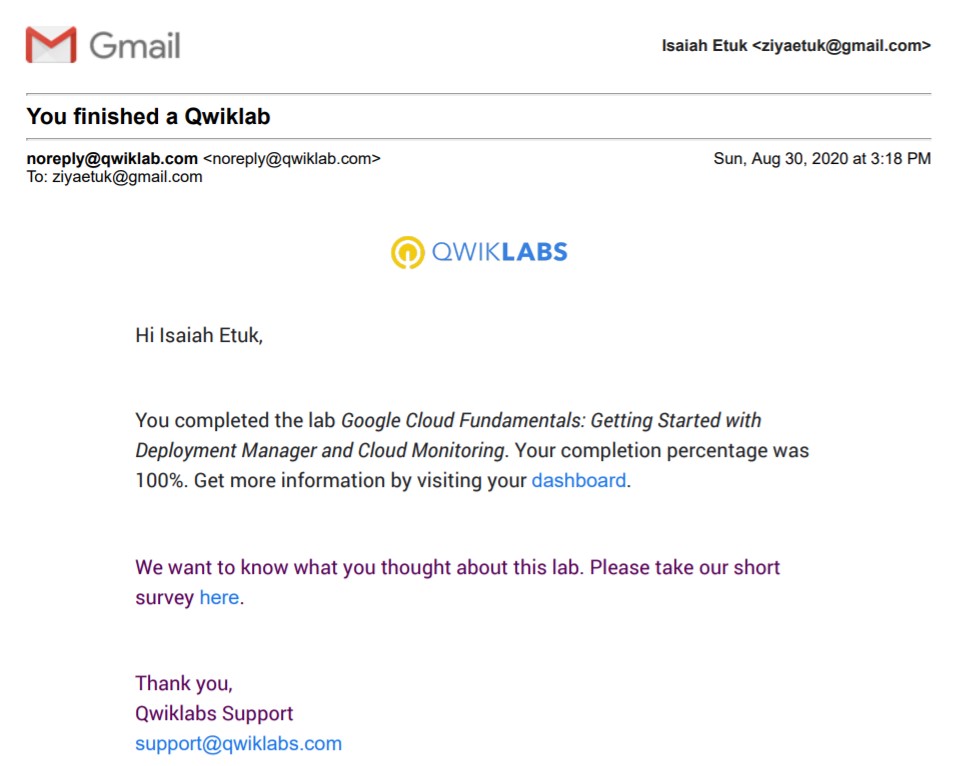 Gmail
Isaiah Etuk <ziyaetuk@gmail.com>
You finished a Qwiklab
noreply@qwiklab.com <noreply@qwiklab.com>
Sun, Aug 30, 2020 at 3:18 PM
To: ziyaetuk@gmail.com
QWIKLABS
Hi Isaiah Etuk,
You completed the lab Google Cloud Fundamentals: Getting Started with
Deployment Manager and Cloud Monitoring. Your completion percentage was
100%. Get more information by visiting your dashboard.
We want to know what you thought about this lab. Please take our short
survey here.
Thank you,
Qwiklabs Support
support@qwiklabs.com